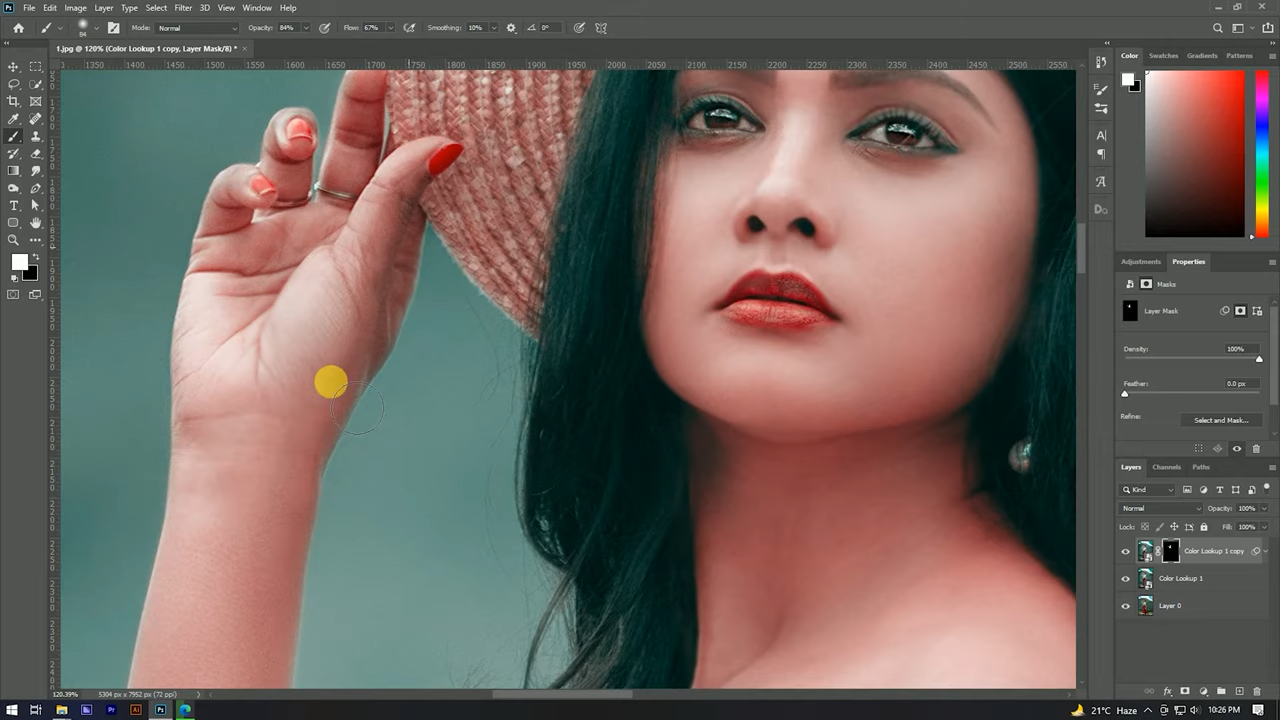 Ps File Edit Image Layer Type Select Filter 3D View Window Help
84 Mode: Normal Opacity: 84% Flow: 67% Smoothing: 10% 0°
1.jpg @ 120% (Color Lookup 1 copy, Layer Mask/8) * ×
1350 1400 1450 1500 1550 1600 1650 1700 1750 1800 1850 1900 1950 2000 2050 2100 2150 2200 2250 2300 2350 2400 2450 2500 2550
Color Swatches Gradients Patterns
Adjustments Properties
Masks
Layer Mask
Density: 100%
Feather: 0.0 px
Refine: Select and Mask...
Layers Channels Paths
Kind
Normal Opacity: 100%
Lock: Fill: 100%
Color Lookup 1 copy
Color Lookup 1
Layer 0
120.39% 5304 px x 7952 px (72 ppi)
21°C Haze 10:26 PM